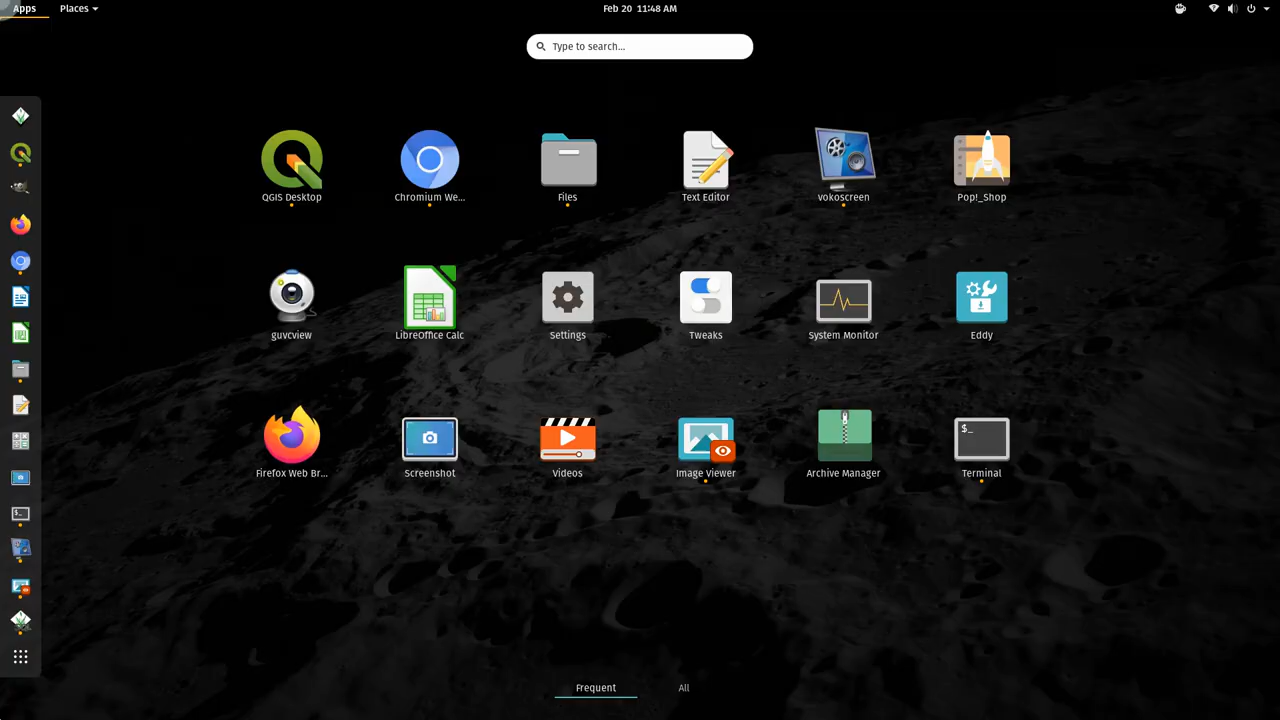 Apps
Places
Feb 20 11:48 AM
Type to search...
QGIS Desktop
Chromium We...
Files
Text Editor
vokoscreen
Pop!_Shop
guvcview
LibreOffice Calc
Settings
Tweaks
System Monitor
Eddy
Firefox Web Br...
Screenshot
Videos
Image Viewer
Archive Manager
$_
Terminal
$_
Frequent
All